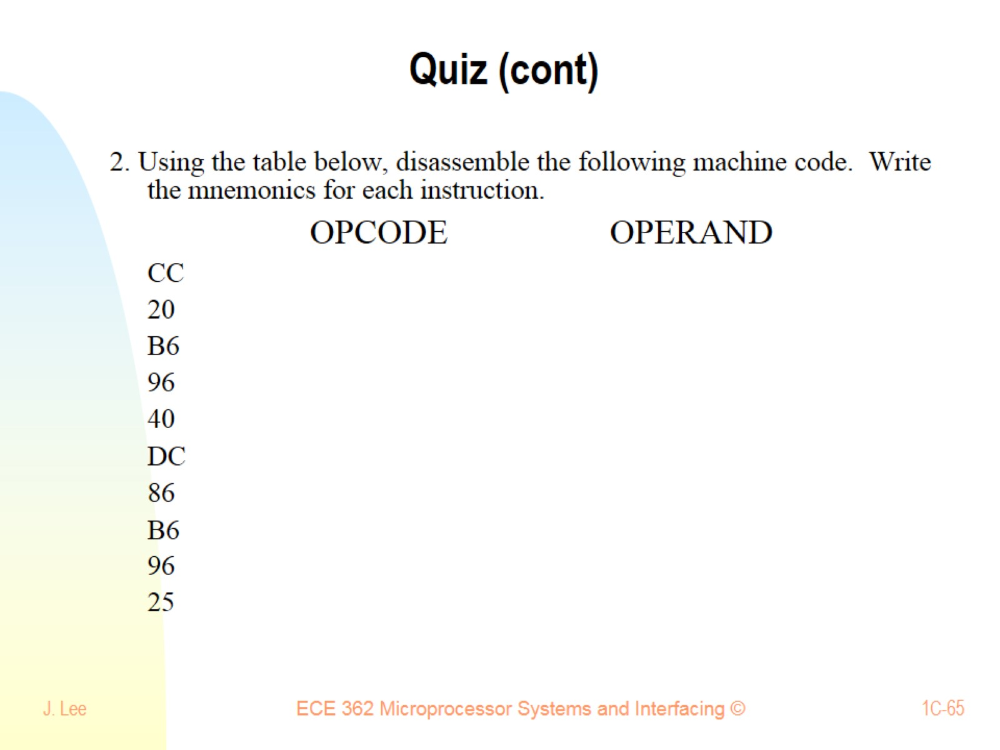 Quiz (cont)
2. Using the table below, disassemble the following machine code.  Write
the mnemonics for each instruction.
OPCODE OPERAND
CC
20
B6
96
40
DC
86
B6
96
25
J. Lee ECE 362 Microprocessor Systems and Interfacing © 1C-65